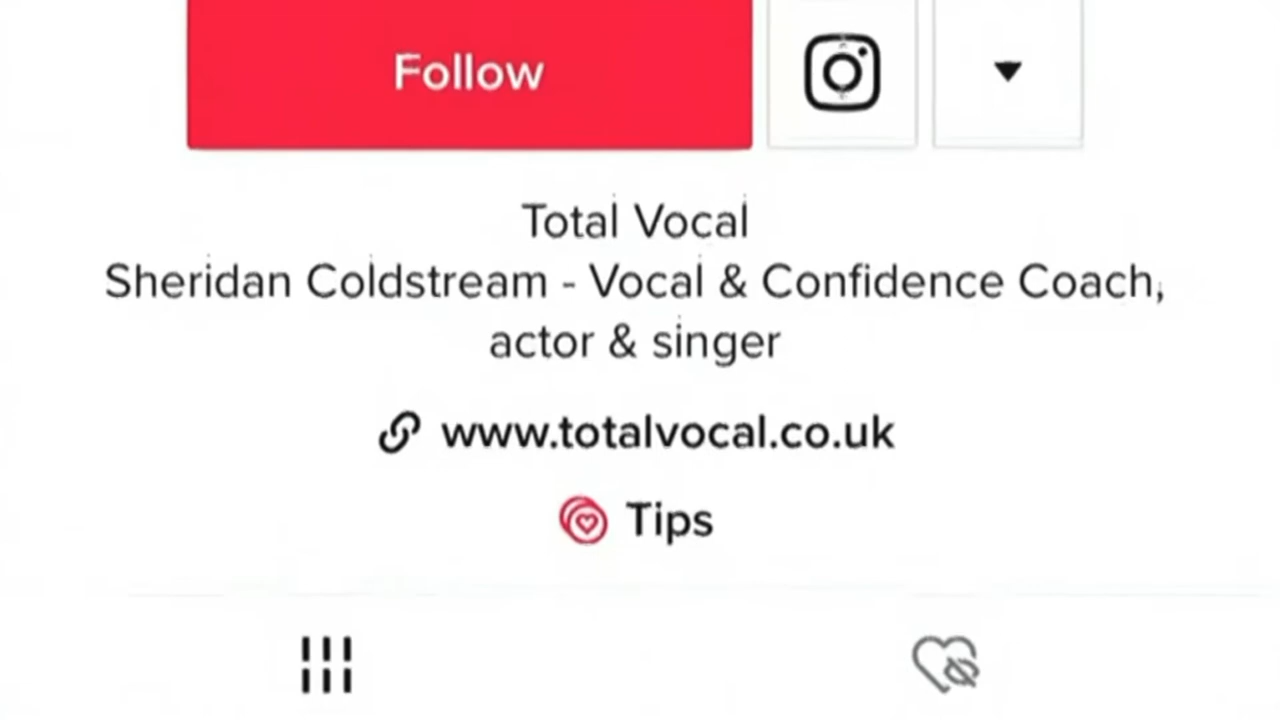 Follow
Total Vocal
Sheridan Coldstream - Vocal & Confidence Coach,
actor & singer
www.totalvocal.co.uk
Tips